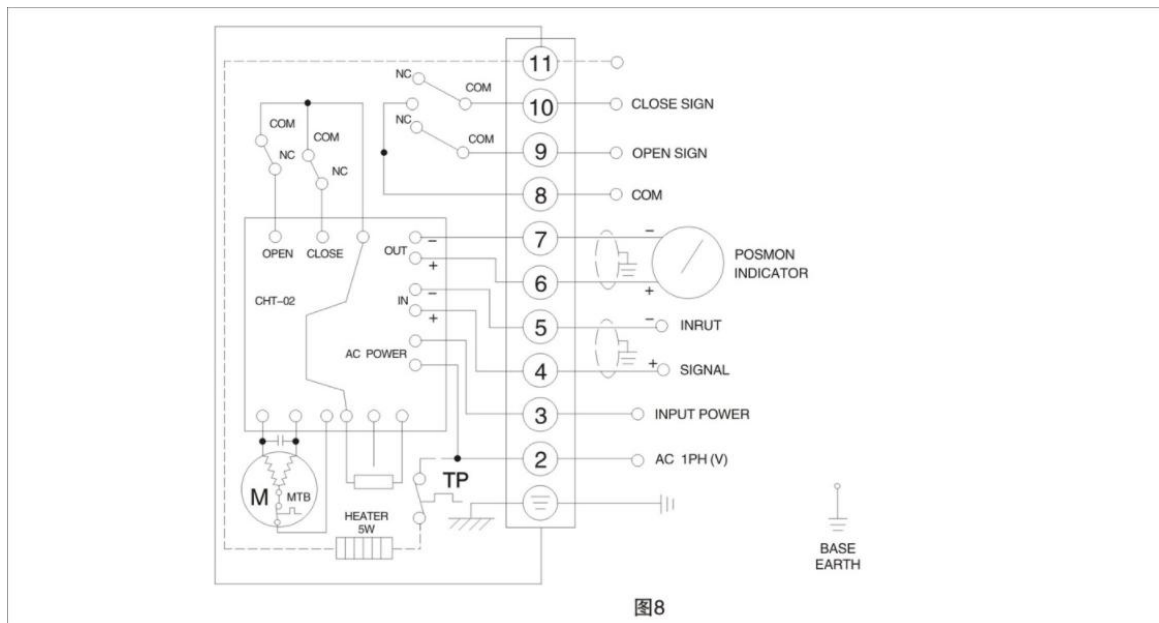 11
NC
COM
10
CLOSE SIGN
COM
COM
NC
NC
NC
COM
9
OPEN SIGN
8
COM
OPEN
CLOSE
OUT
−
+
7
−
6
+
POSMON
INDICATOR
CHT-02
IN
−
+
5
−
INRUT
AC POWER
4
+
SIGNAL
3
INPUT POWER
2
AC 1PH (V)
M
MTB
TP
HEATER
5W
BASE
EARTH
图8